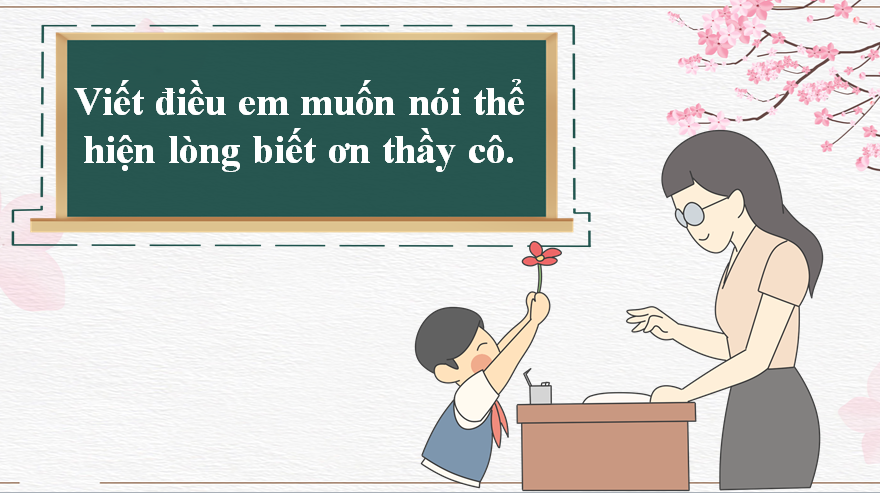 Viết điều em muốn nói thể
hiện lòng biết ơn thầy cô.